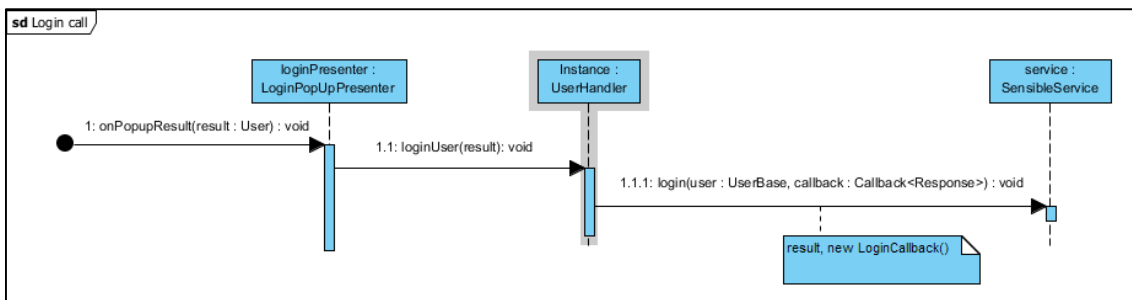 sd Login call
loginPresenter :
LoginPopUpPresenter
Instance :
UserHandler
service :
SensibleService
1: onPopupResult(result : User) : void
1.1: loginUser(result): void
1.1.1: login(user : UserBase, callback : Callback<Response>) : void
result, new LoginCallback()